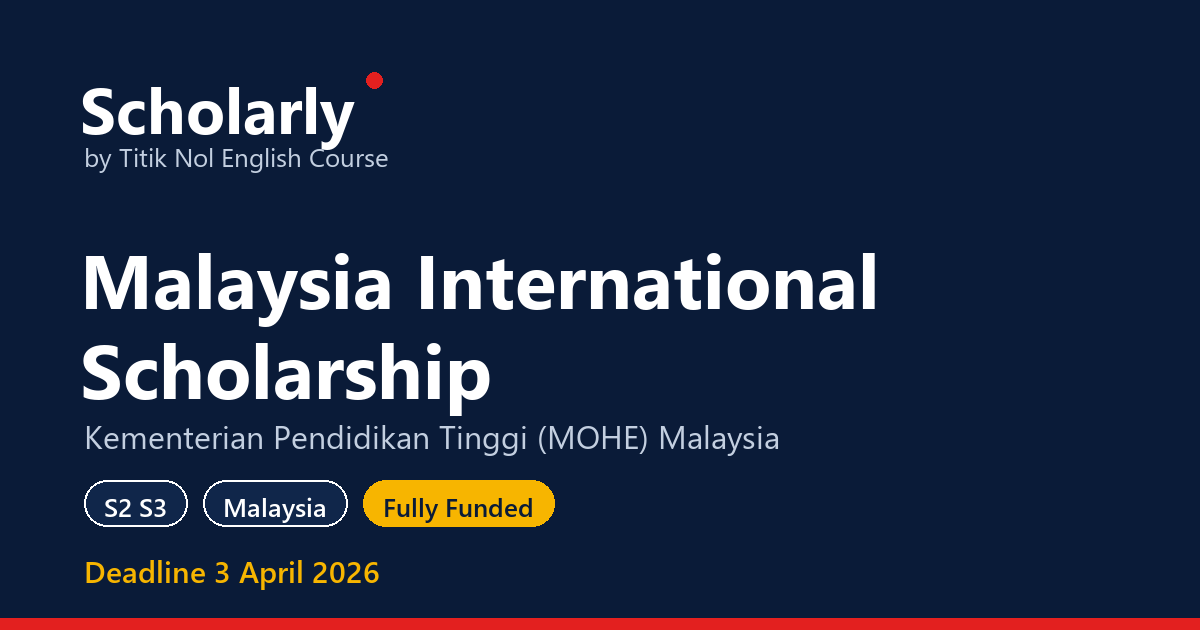 Scholarly
by Titik Nol English Course
Malaysia International
Scholarship
Kementerian Pendidikan Tinggi (MOHE) Malaysia
S2 S3
Malaysia
Fully Funded
Deadline 3 April 2026